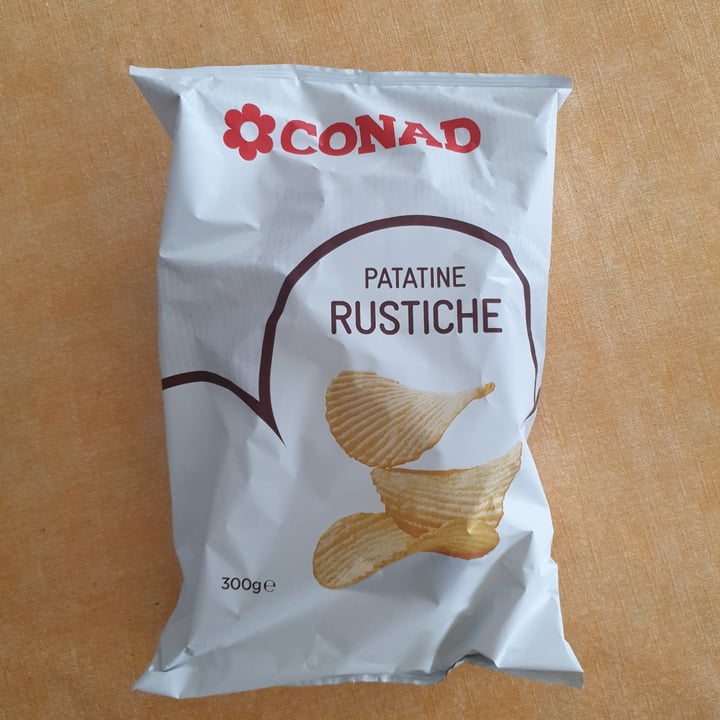 CONAD
PATATINE
RUSTICHE
300g℮